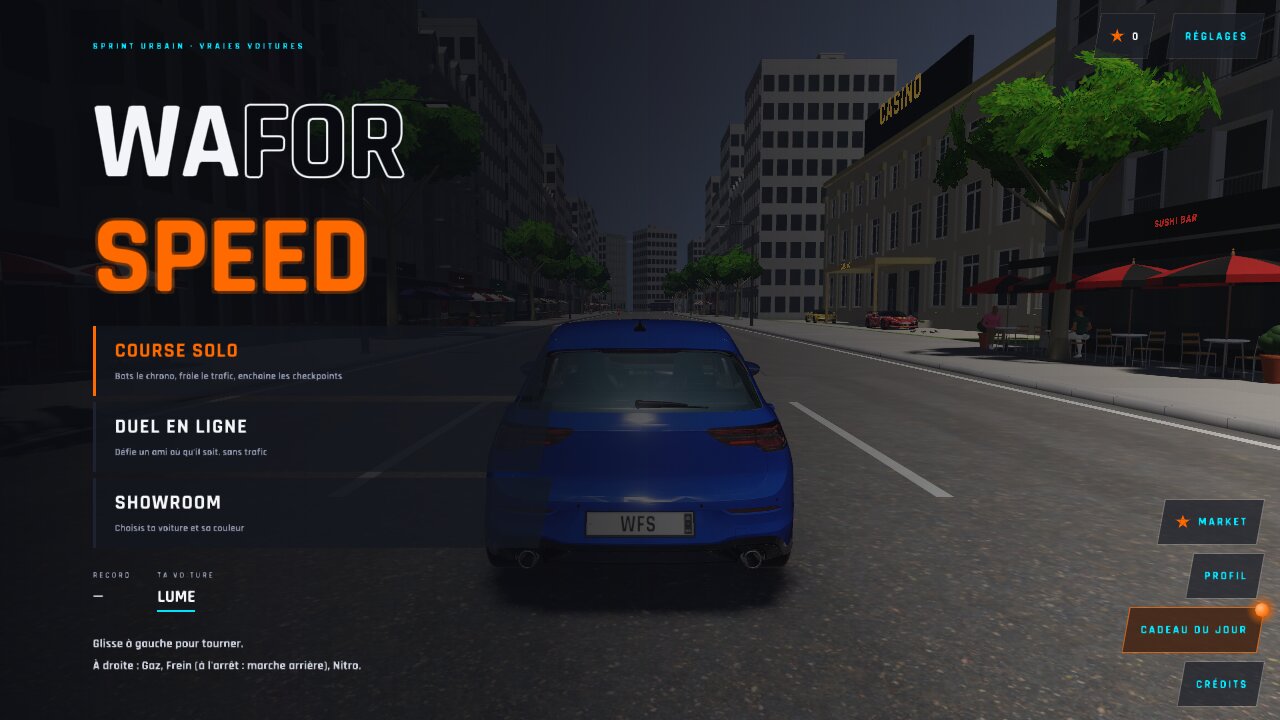 SPRINT URBAIN · VRAIES VOITURES
0
RÉGLAGES
WAFOR
SPEED
CASINO
SUSHI BAR
COURSE SOLO
Bats le chrono, frôle le trafic, enchaîne les checkpoints
DUEL EN LIGNE
Défie un ami où qu'il soit, sans trafic
SHOWROOM
Choisis ta voiture et sa couleur
WFS
RECORD
TA VOITURE
—
LUME
Glisse à gauche pour tourner.
À droite : Gaz, Frein (à l'arrêt : marche arrière), Nitro.
MARKET
PROFIL
CADEAU DU JOUR
CRÉDITS